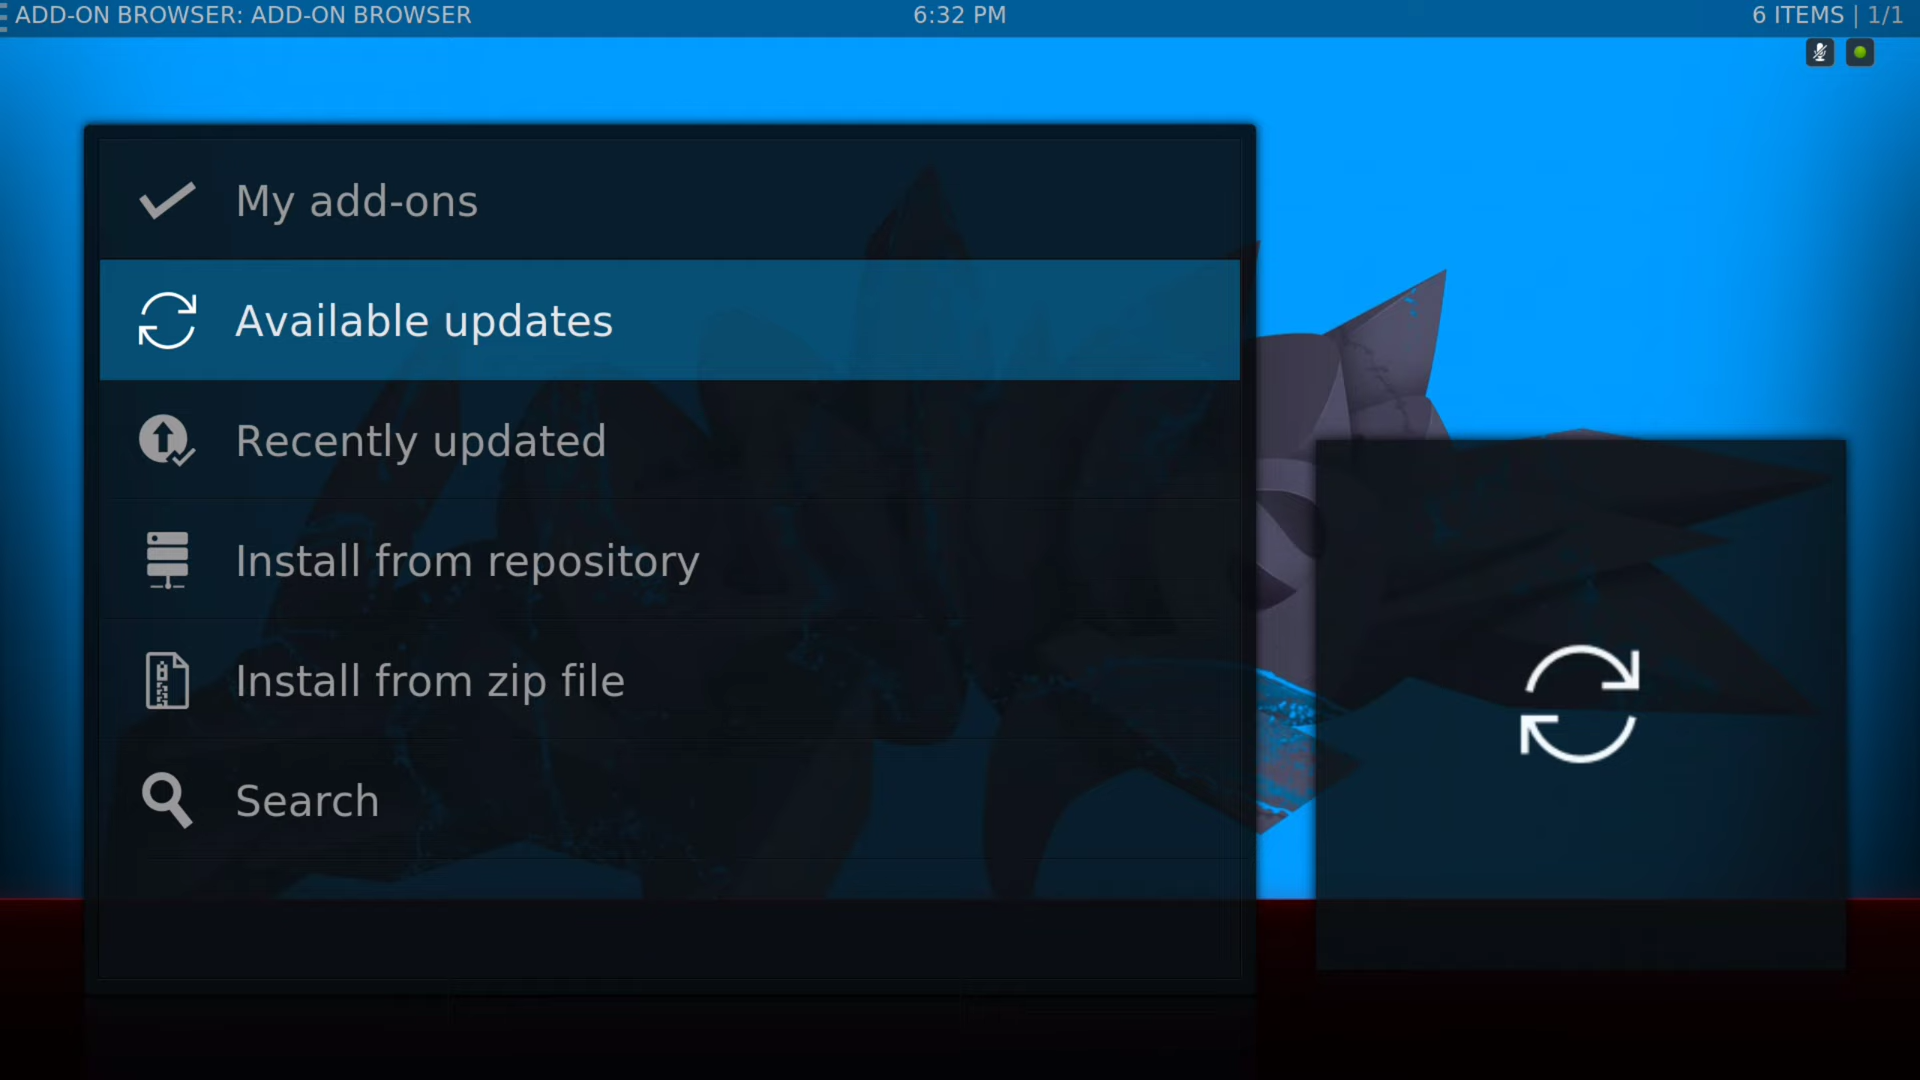 ADD-ON BROWSER: ADD-ON BROWSER
6:32 PM
6 ITEMS | 1/1
My add-ons
Available updates
Recently updated
Install from repository
Install from zip file
Search